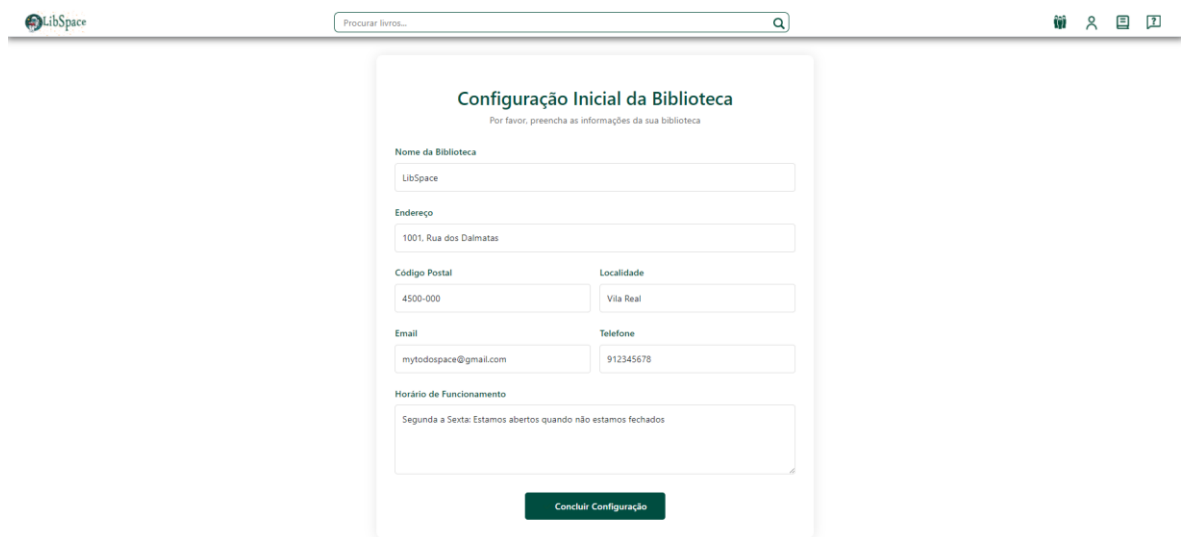 LibSpace
Procurar livros...
Configuração Inicial da Biblioteca
Por favor, preencha as informações da sua biblioteca
Nome da Biblioteca
LibSpace
Endereço
1001, Rua dos Dalmatas
Código Postal
Localidade
4500-000
Vila Real
Email
Telefone
mytodospace@gmail.com
912345678
Horário de Funcionamento
Segunda a Sexta: Estamos abertos quando não estamos fechados
Concluir Configuração